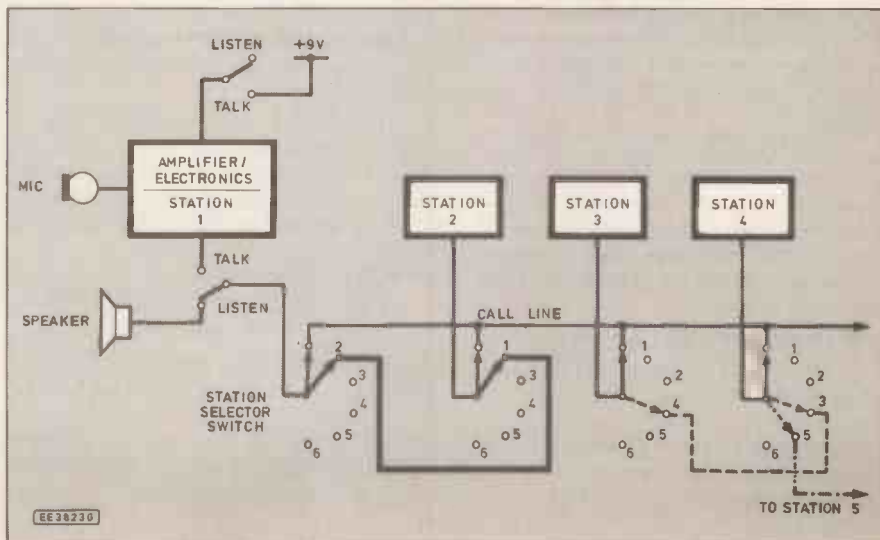 LISTEN
+9V
TALK
MIC
AMPLIFIER/
ELECTRONICS
STATION
1
TALK
SPEAKER
LISTEN
STATION
SELECTOR
SWITCH
2
3
4
5
6
STATION
2
CALL LINE
1
3
4
5
6
STATION
3
1
2
4
5
6
STATION
4
1
2
3
5
6
TO STATION 5
EE38230